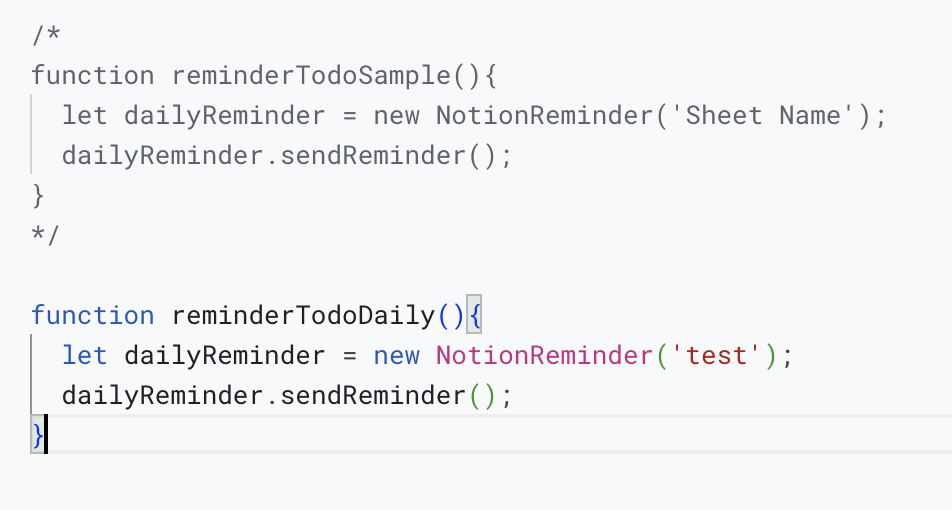 /*
function reminderTodoSample(){
  let dailyReminder = new NotionReminder('Sheet Name');
  dailyReminder.sendReminder();
}
*/

function reminderTodoDaily(){
  let dailyReminder = new NotionReminder('test');
  dailyReminder.sendReminder();
}